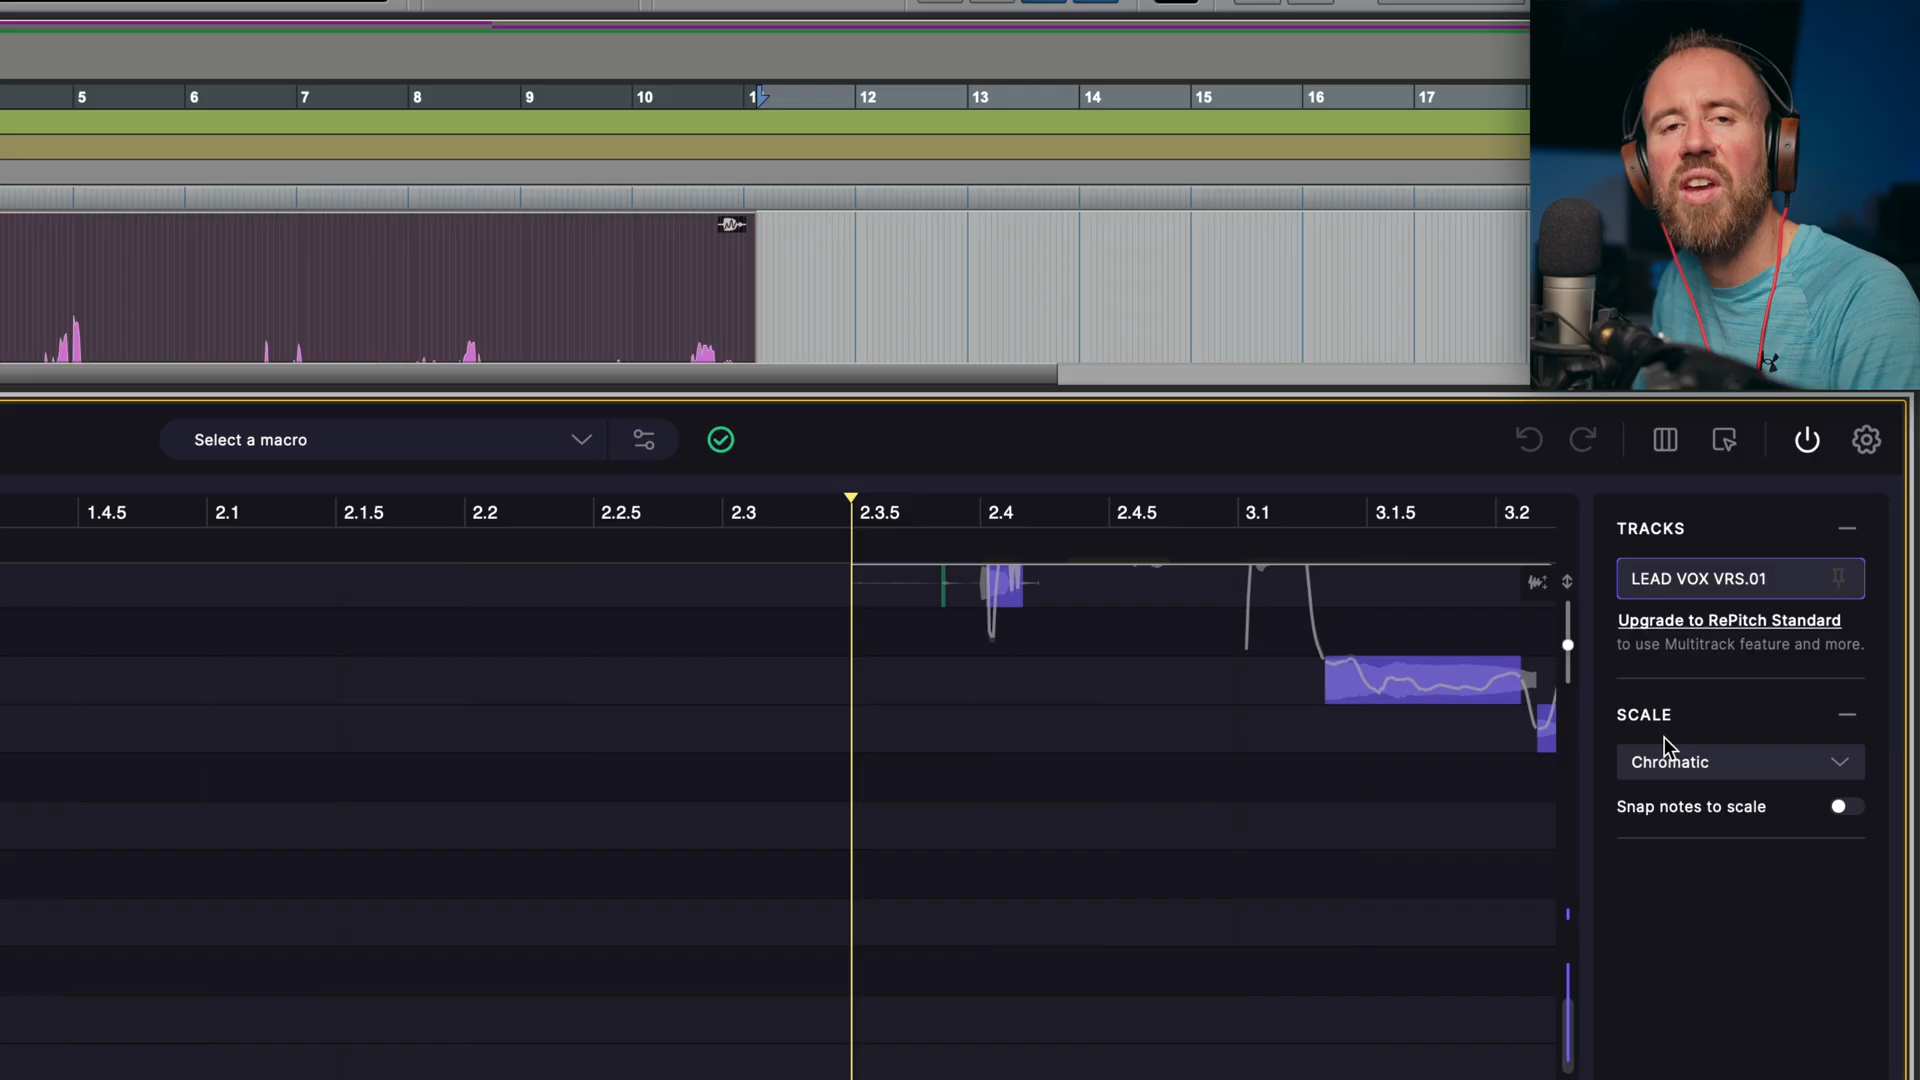 5 6 7 8 9 10 1 12 13 14 15 16 17
Select a macro
1.4.5 2.1 2.1.5 2.2 2.2.5 2.3 2.3.5 2.4 2.4.5 3.1 3.1.5 3.2
TRACKS
LEAD VOX VRS.01
Upgrade to RePitch Standard
to use Multitrack feature and more.
SCALE
Chromatic
Snap notes to scale